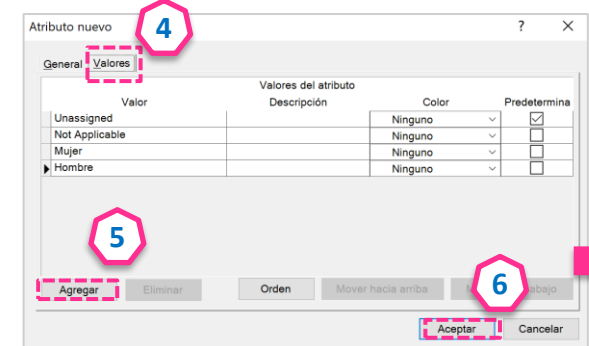 Atributo nuevo
4
? ×
General Valores
Valores del atributo
Valor Descripción Color Predetermina
Unassigned Ninguno
Not Applicable Ninguno
Mujer Ninguno
Hombre Ninguno
5
6
Agregar Eliminar Orden Mover hacia arriba abajo
Aceptar Cancelar